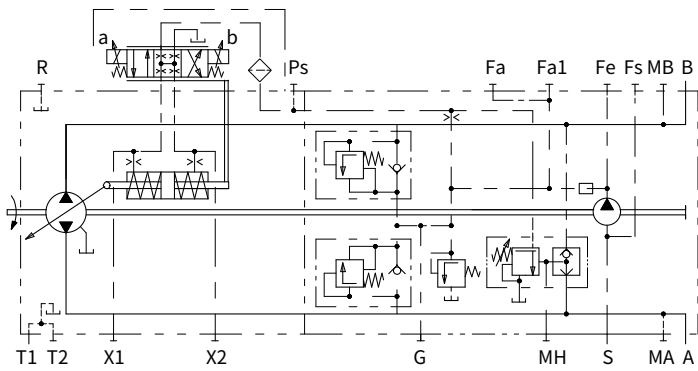 a b
R Ps Fa Fa1 Fe Fs MB B
T1 T2 X1 X2 G MH S MA A